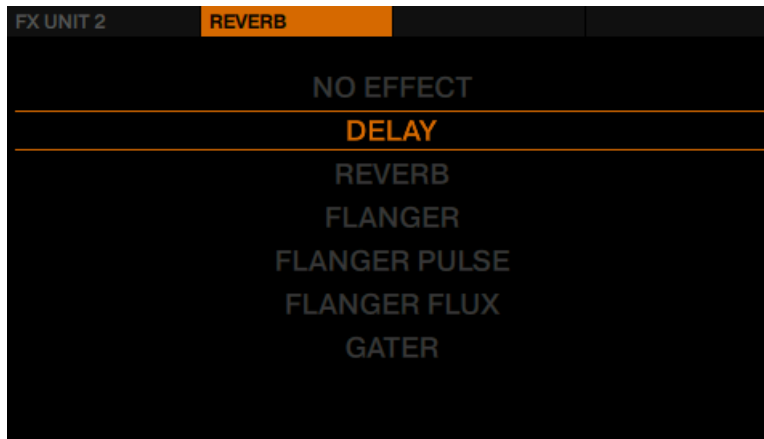 FX UNIT 2 REVERB
NO EFFECT
DELAY
REVERB
FLANGER
FLANGER PULSE
FLANGER FLUX
GATER